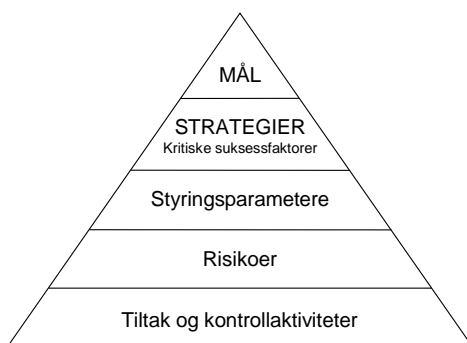 MÅL
STRATEGIER
Kritiske suksessfaktorer
Styringsparametere
Risikoer
Tiltak og kontrollaktiviteter